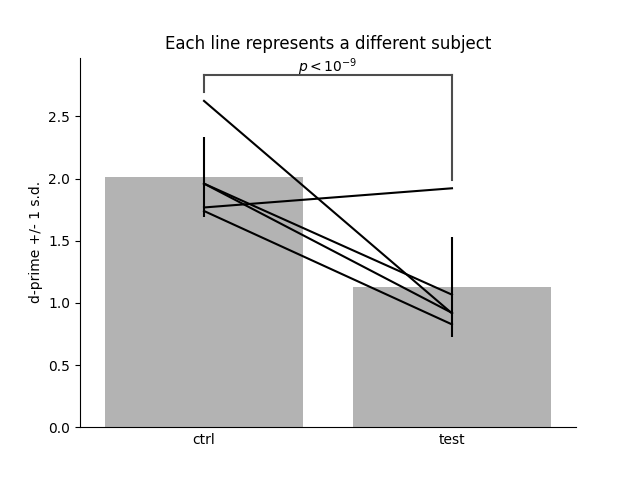 Each line represents a different subject
p < 10⁻⁹
d-prime +/- 1 s.d.
2.5
2.0
1.5
1.0
0.5
0.0
ctrl
test